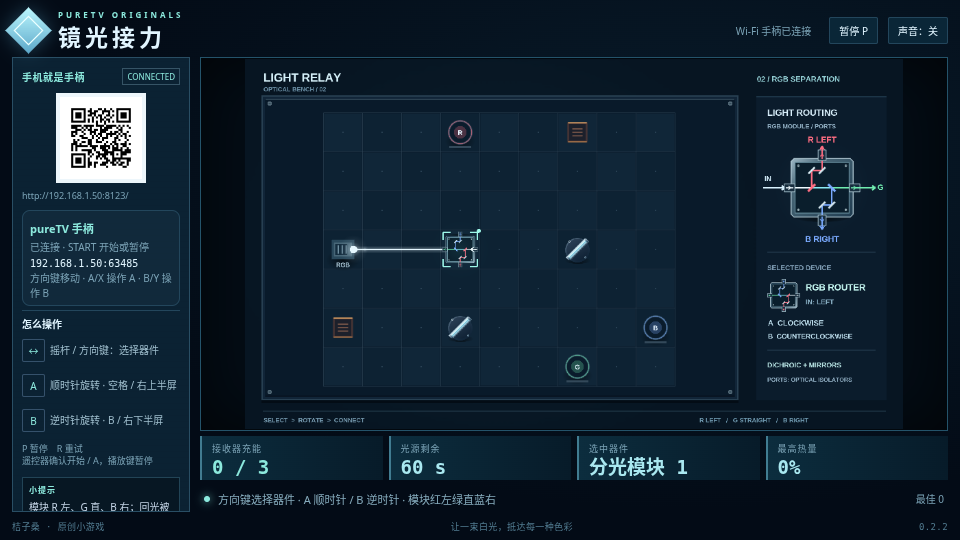 PURETV ORIGINALS
镜光接力
Wi-Fi 手柄已连接
暂停 P
声音: 关
手机就是手柄
CONNECTED
http://192.168.1.50:8123/
pureTV 手柄
已连接 · START 开始或暂停
192.168.1.50:63485
方向键移动 · A/X 操作 A · B/Y 操
作 B
怎么操作
↔ 摇杆 / 方向键: 选择器件
A 顺时针旋转 · 空格 / 右上半屏
B 逆时针旋转 · B / 右下半屏
P 暂停 R 重试
遥控器确认开始 / A，播放键暂停
小提示
模块 R 左、G 直、B 右; 回光被
LIGHT RELAY
OPTICAL BENCH / 02
R
RGB
B
G
SELECT > ROTATE > CONNECT
R LEFT / G STRAIGHT / B RIGHT
02 / RGB SEPARATION
LIGHT ROUTING
RGB MODULE / PORTS
R LEFT
IN
G
B RIGHT
SELECTED DEVICE
RGB ROUTER
IN: LEFT
A CLOCKWISE
B COUNTERCLOCKWISE
DICHROIC + MIRRORS
PORTS: OPTICAL ISOLATORS
接收器充能
0 / 3
光源剩余
60 s
选中器件
分光模块 1
最高热量
0%
方向键选择器件 · A 顺时针 / B 逆时针 · 模块红左绿直蓝右
最佳 0
桔子桑 · 原创小游戏
让一束白光，抵达每一种色彩
0.2.2